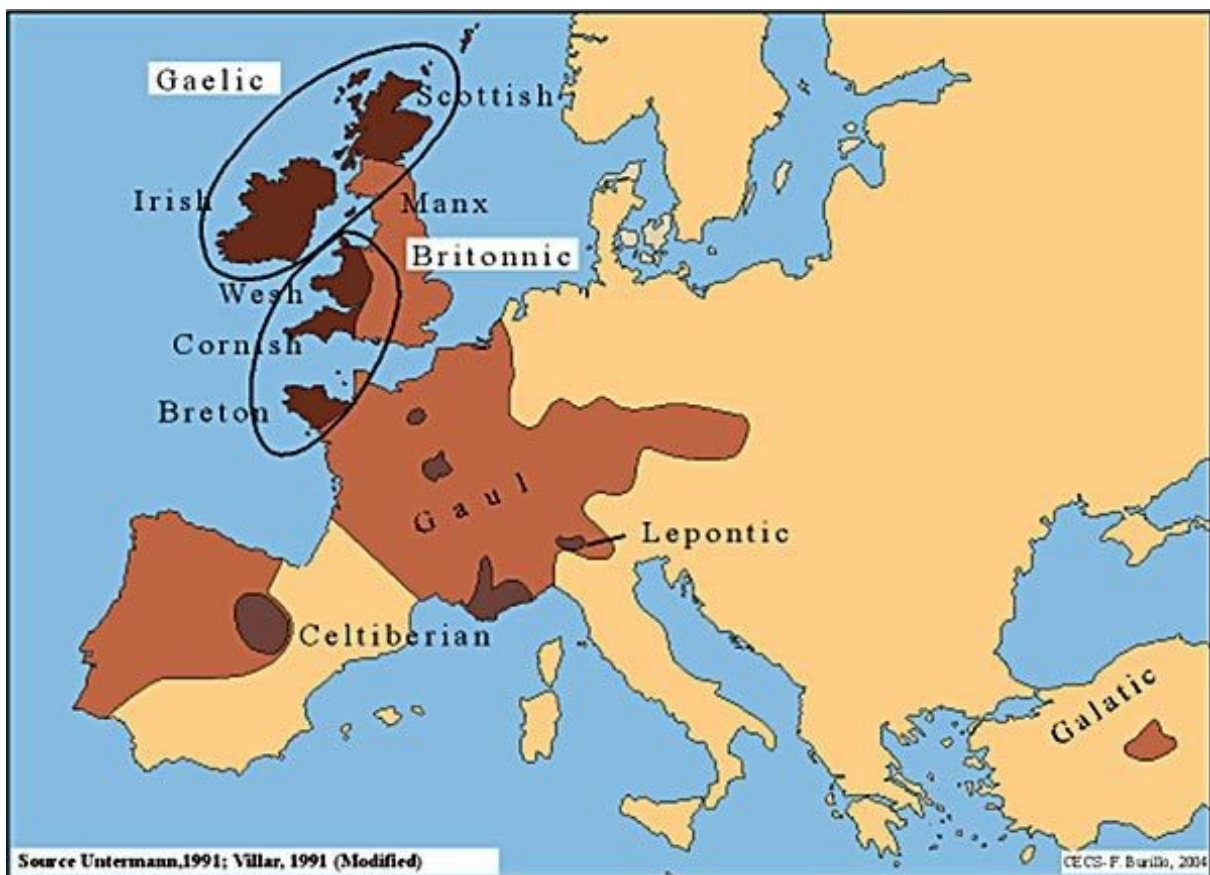 Gaelic
Scottish
Irish
Manx
Britonnic
Wesh
Cornish
Breton
Gaul
Lepontic
Celtiberian
Galatic
Source Untermann,1991; Villar, 1991 (Modified)
CECS- F. Burillo, 2004